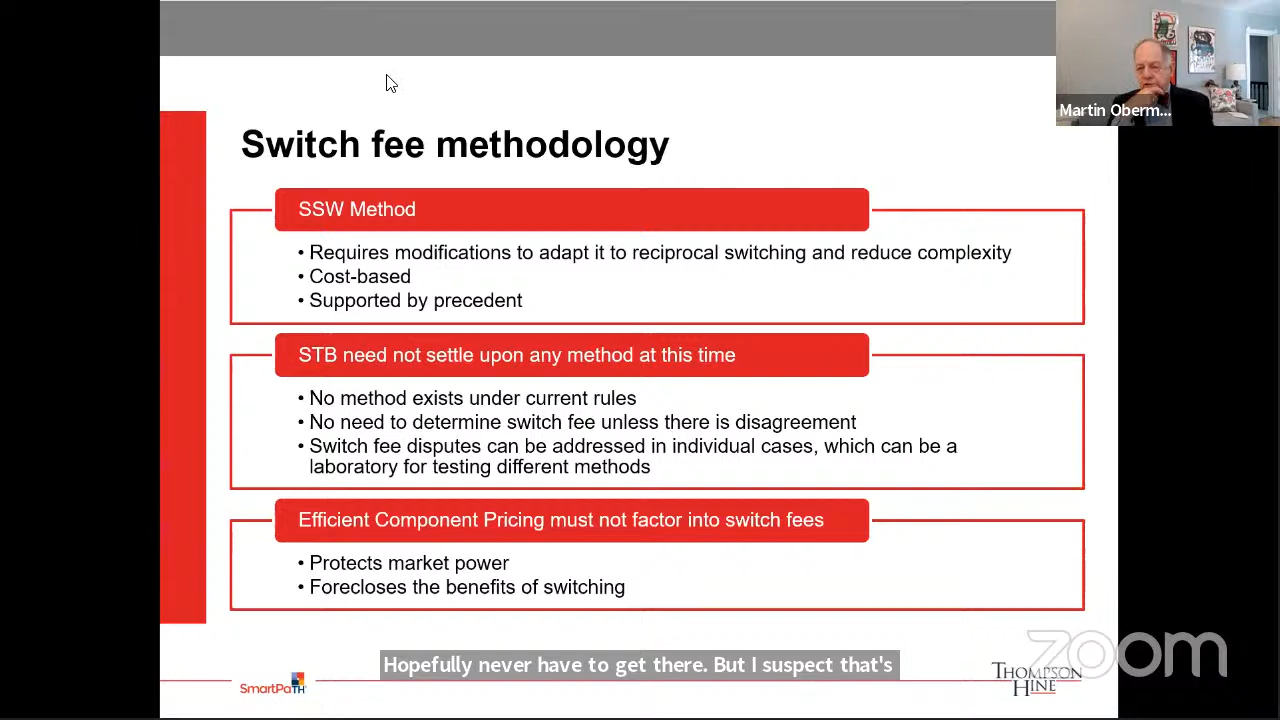 Martin Oberm...
Switch fee methodology
SSW Method
• Requires modifications to adapt it to reciprocal switching and reduce complexity
• Cost-based
• Supported by precedent
STB need not settle upon any method at this time
• No method exists under current rules
• No need to determine switch fee unless there is disagreement
• Switch fee disputes can be addressed in individual cases, which can be a
laboratory for testing different methods
Efficient Component Pricing must not factor into switch fees
• Protects market power
• Forecloses the benefits of switching
Hopefully never have to get there. But I suspect that's
zoom
SmartPaTH
THOMPSON
HINE